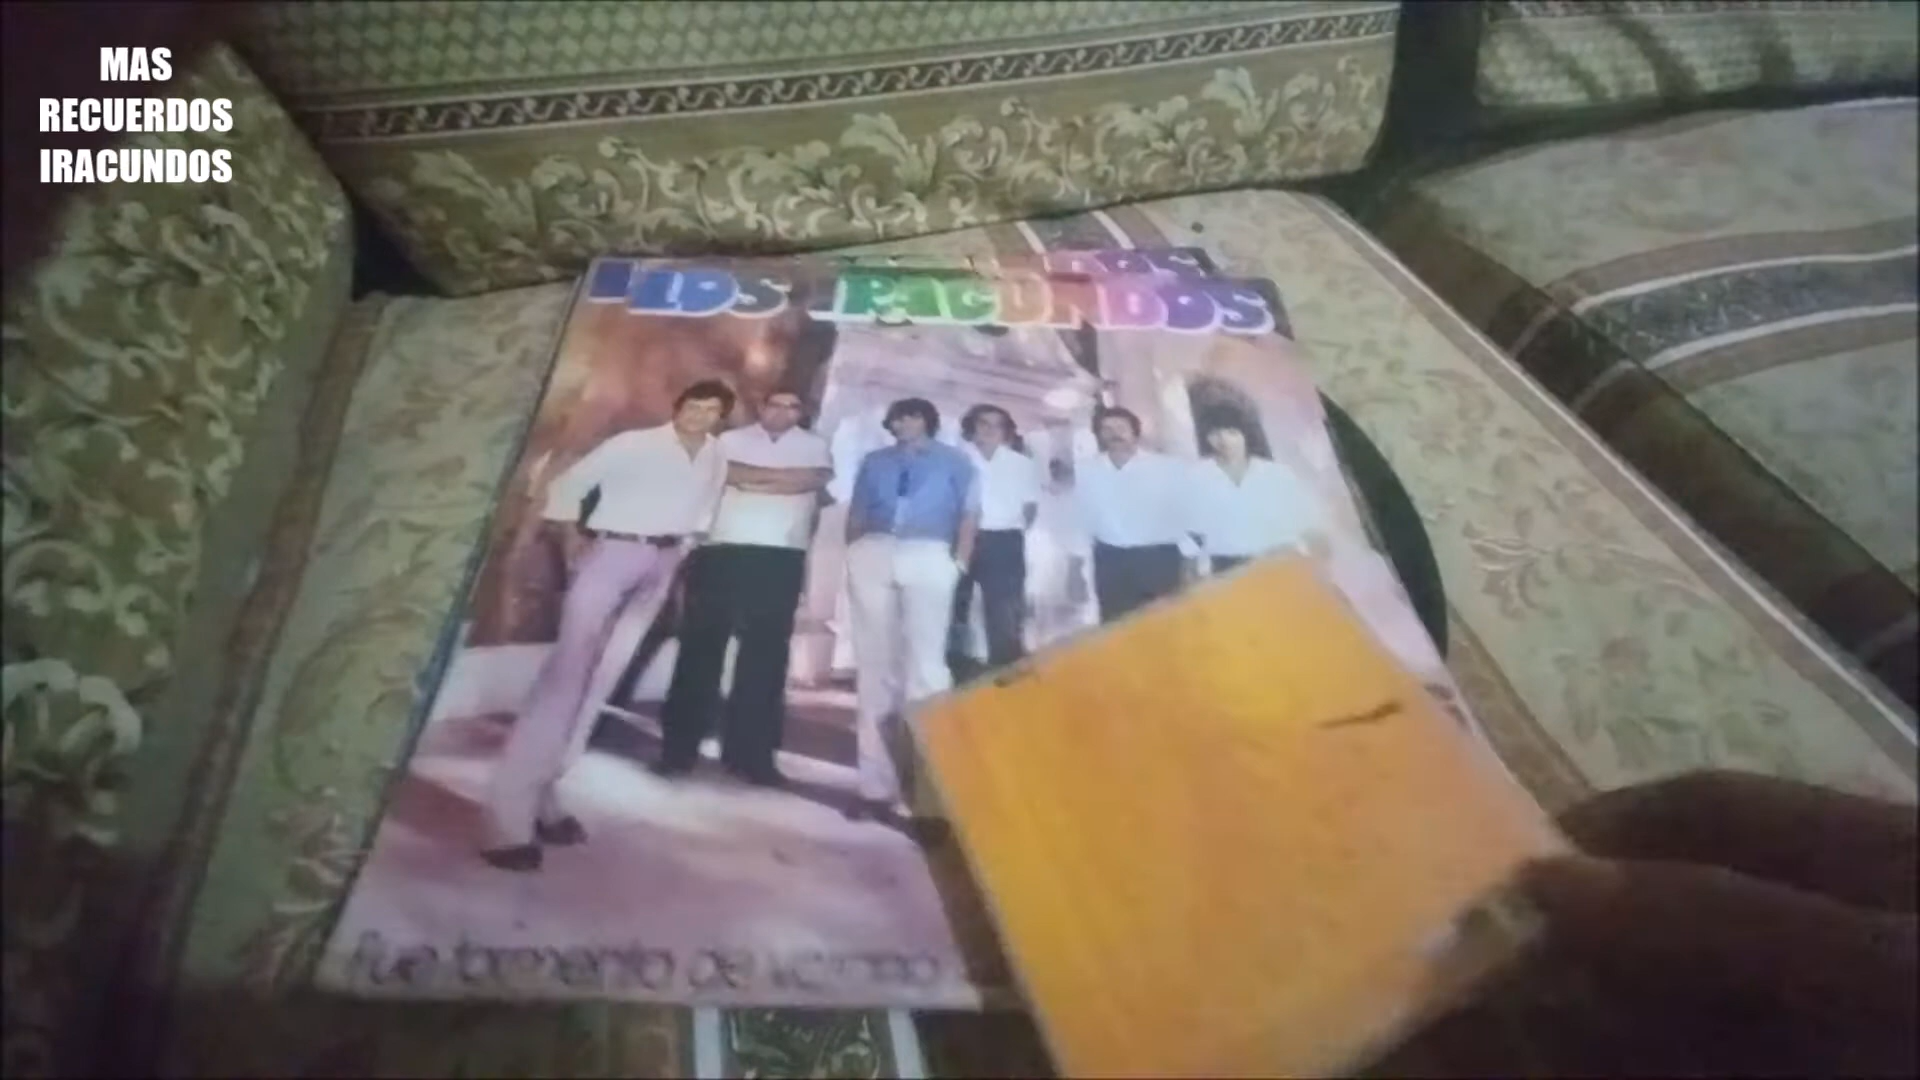 MAS
RECUERDOS
IRACUNDOS
LOS IRACUNDOS
fue tormenta de verano